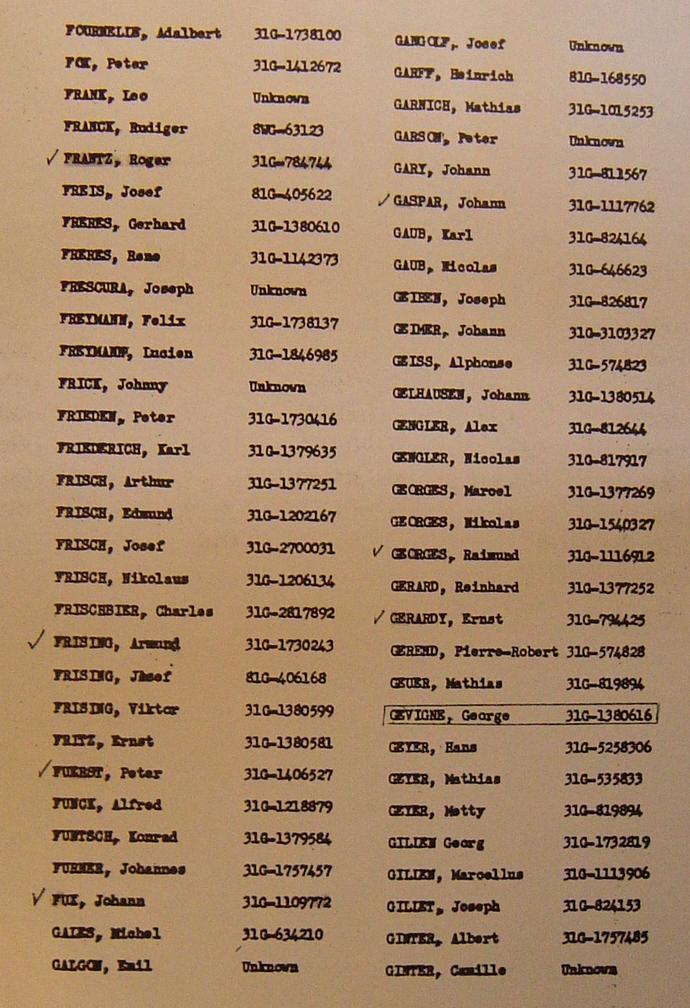 FOURNELLE, Adalbert 31G-1738100
FOX, Peter 31G-1412672
FRANK, Leo Unknown
FRANCK, Rudiger 8WG-63123
FRANTZ, Roger 31G-784744
FREIS, Josef 81G-405622
FRERES, Gerhard 31G-1380610
FRERES, Rene 31G-1142373
FRESCURA, Joseph Unknown
FREYMANN, Felix 31G-1738137
FREYMANN, Lucien 31G-1846985
FRICK, Johnny Unknown
FRIEDEN, Peter 31G-1730416
FRIEDERICH, Karl 31G-1379635
FRISCH, Arthur 31G-1377251
FRISCH, Edmund 31G-1202167
FRISCH, Josef 31G-2700031
FRISCH, Nikolaus 31G-1206134
FRISCHBIER, Charles 31G-2817892
FRISING, Armund 31G-1730243
FRISING, Josef 81G-406168
FRISING, Viktor 31G-1380599
FRITZ, Ernst 31G-1380581
FUERST, Peter 31G-1406527
FUNCK, Alfred 31G-1218879
FUNTSCH, Konrad 31G-1379584
FURNER, Johannes 31G-1757457
FUX, Johann 31G-1109772
GALES, Michel 31G-634210
GALGON, Emil Unknown
GANGOLF, Josef Unknown
GARFF, Heinrich 81G-168550
GARNICH, Mathias 31G-1015253
GARSON, Peter Unknown
GARY, Johann 31G-811567
GASPAR, Johann 31G-1117762
GAUB, Karl 31G-824164
GAUB, Nicolas 31G-646623
GEIBEN, Joseph 31G-826817
GEIMER, Johann 31G-3103327
GEISS, Alphonse 31G-574823
GELHAUSEN, Johann 31G-1380514
GENGLER, Alex 31G-812644
GENGLER, Nicolas 31G-817917
GEORGES, Marcel 31G-1377269
GEORGES, Nikolas 31G-1540327
GEORGES, Raimund 31G-1116912
GERARD, Reinhard 31G-1377252
GERARDY, Ernst 31G-794425
GEREND, Pierre-Robert 31G-574828
GEUER, Mathias 31G-819894
GEVIGNE, George 31G-1380616
GEYER, Hans 31G-5258306
GEYER, Mathias 31G-535833
GEYER, Metty 31G-819894
GILIEN Georg 31G-1732819
GILIEN, Marcellus 31G-1113906
GILLET, Joseph 31G-824153
GINTER, Albert 31G-1757485
GINTER, Camille Unknown